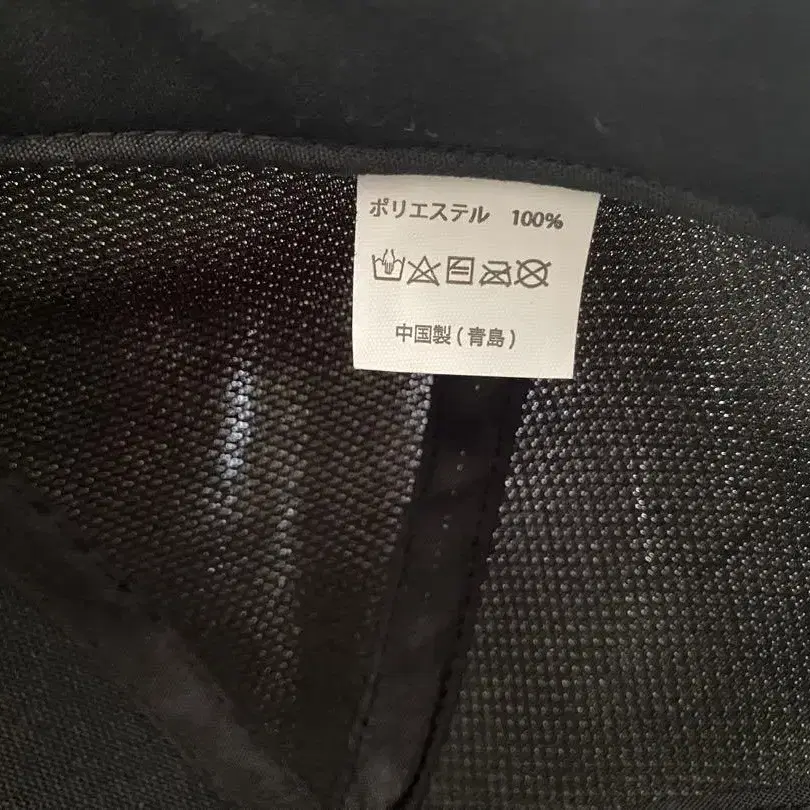 ポリエステル 100%
中国製 ( 青島 )